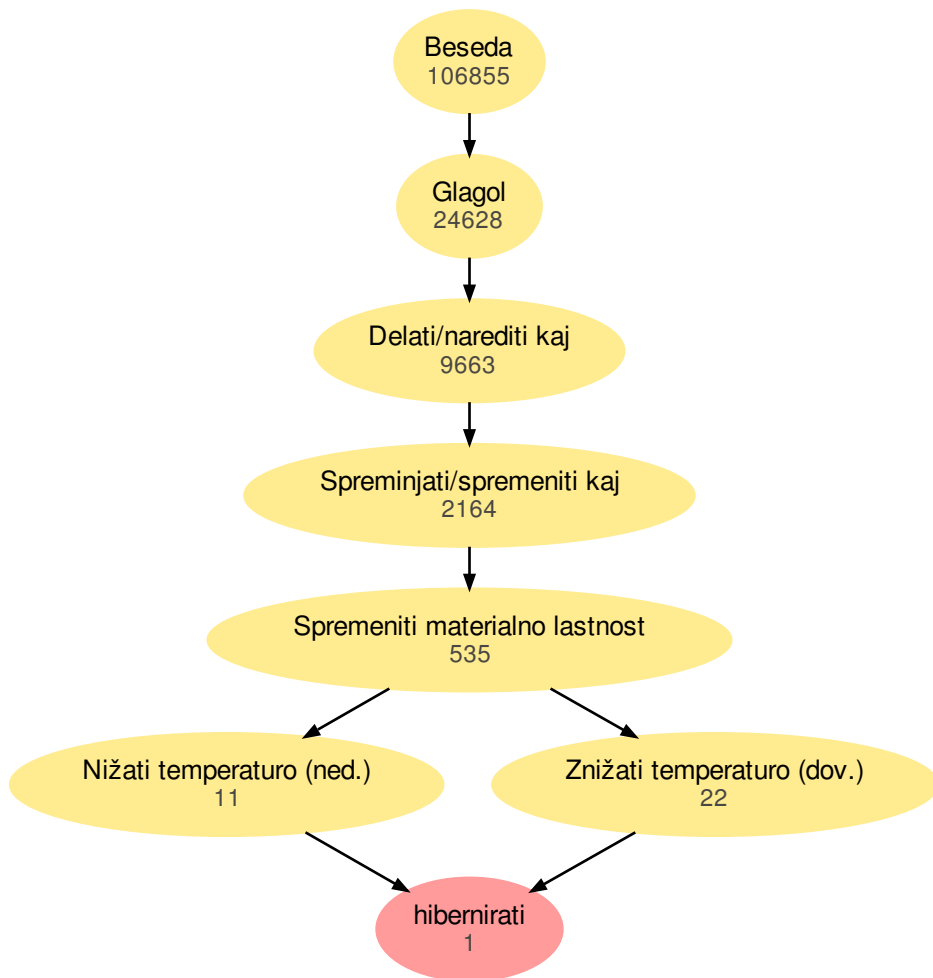 Beseda
106855
Glagol
24628
Delati/narediti kaj
9663
Spreminjati/spremeniti kaj
2164
Spremeniti materialno lastnost
535
Nižati temperaturo (ned.)
11
Znižati temperaturo (dov.)
22
hibernirati
1